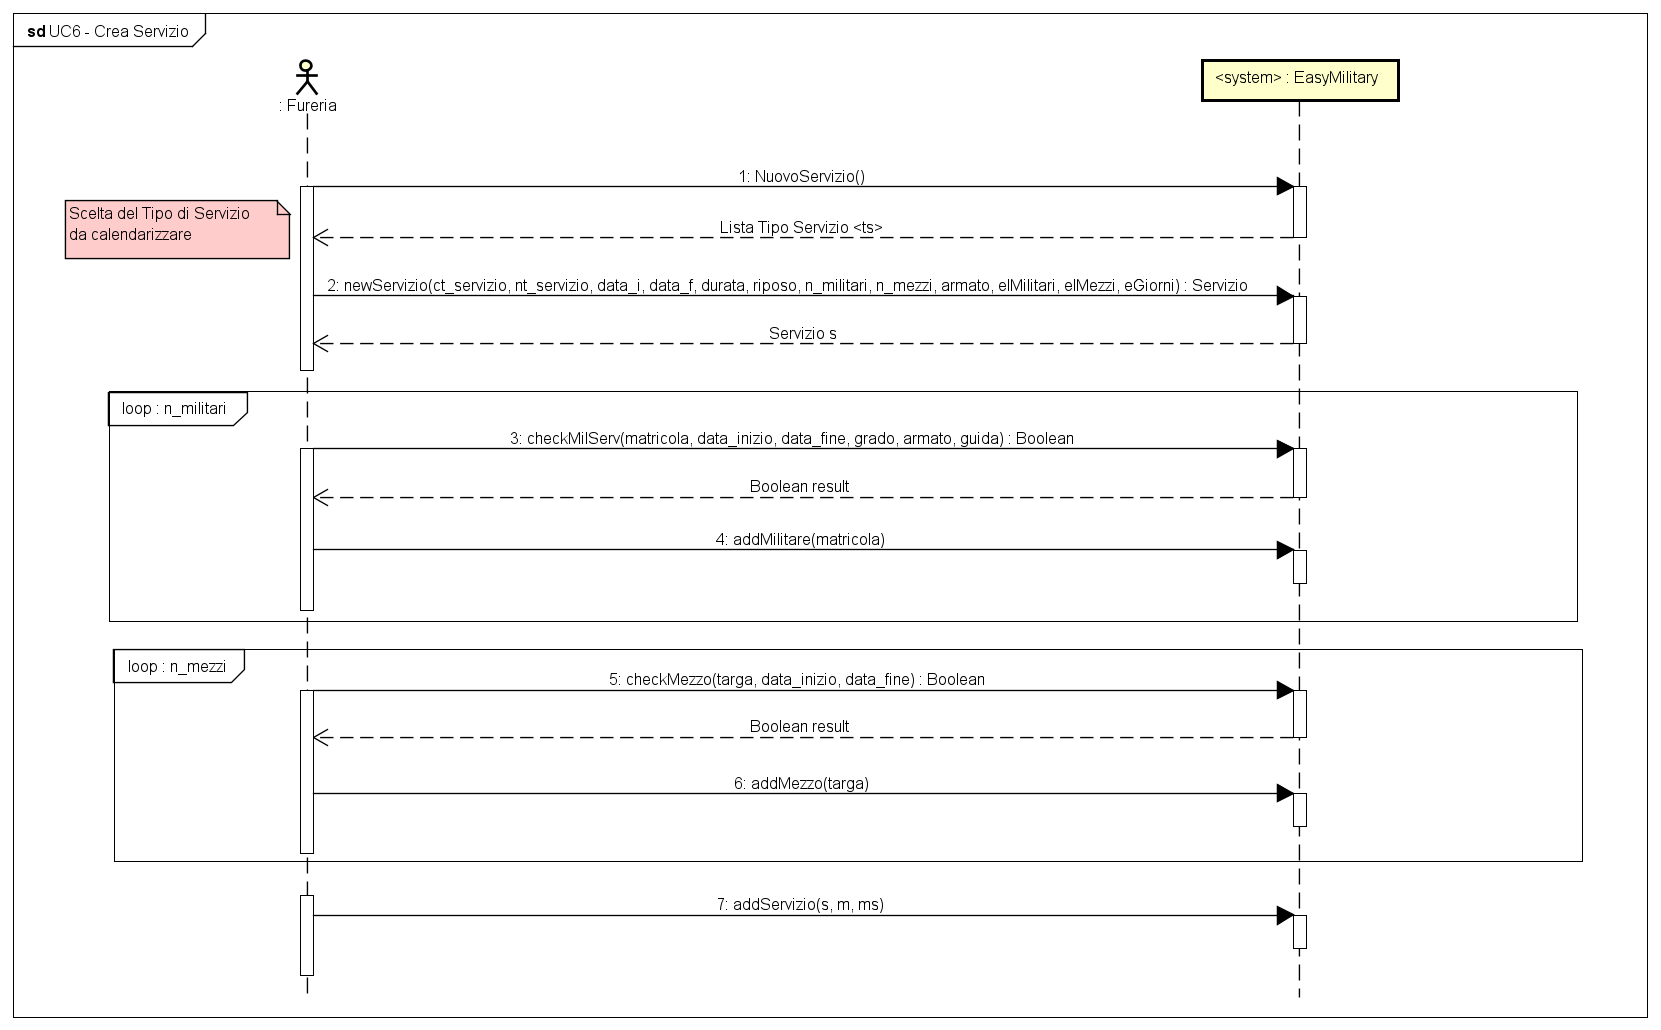 sd UC6 - Crea Servizio
: Fureria
<system> : EasyMilitary
1: NuovoServizio()
Scelta del Tipo di Servizio
da calendarizzare
Lista Tipo Servizio <ts>
2: newServizio(ct_servizio, nt_servizio, data_i, data_f, durata, riposo, n_militari, n_mezzi, armato, elMilitari, elMezzi, eGiorni) : Servizio
Servizio s
loop : n_militari
3: checkMilServ(matricola, data_inizio, data_fine, grado, armato, guida) : Boolean
Boolean result
4: addMilitare(matricola)
loop : n_mezzi
5: checkMezzo(targa, data_inizio, data_fine) : Boolean
Boolean result
6: addMezzo(targa)
7: addServizio(s, m, ms)